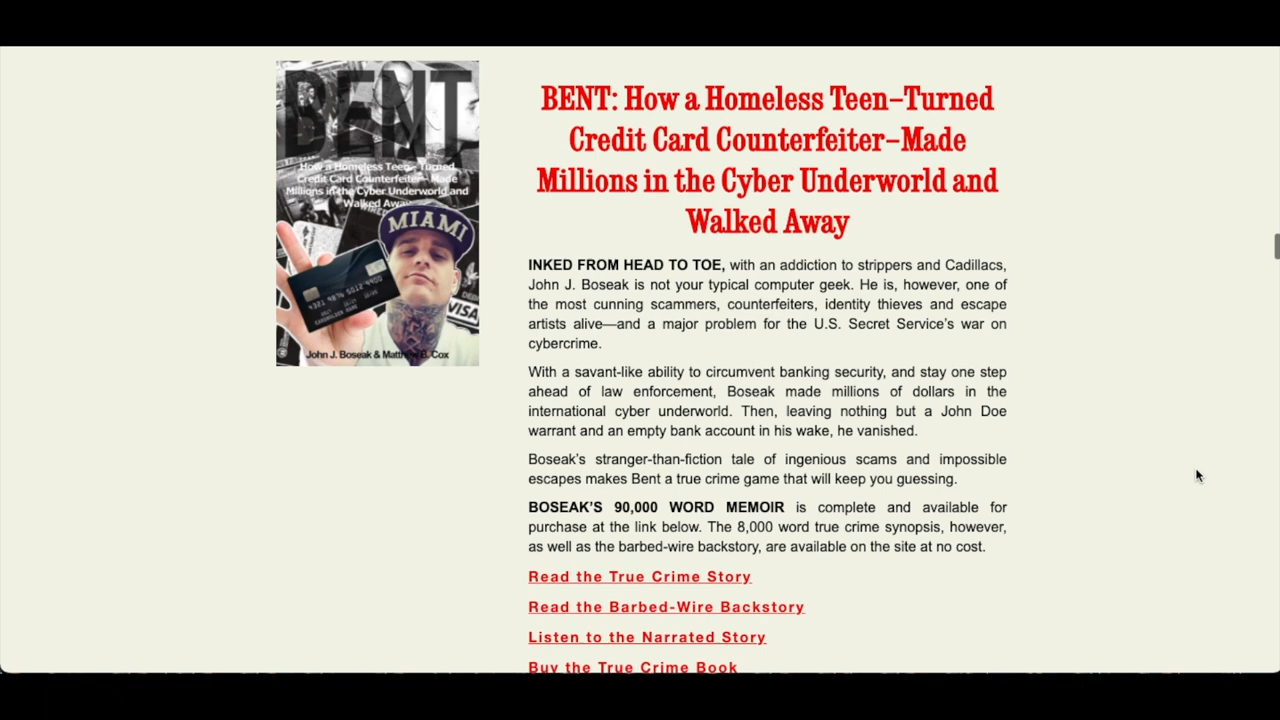 BENT
How a Homeless Teen–Turned
Credit Card Counterfeiter–Made
Millions in the Cyber Underworld and
Walked Away
MIAMI
4321 4876 5012 4400
CARDHOLDER NAME
VISA
John J. Boseak & Matthew B. Cox
BENT: How a Homeless Teen–Turned
Credit Card Counterfeiter–Made
Millions in the Cyber Underworld and
Walked Away
INKED FROM HEAD TO TOE, with an addiction to strippers and Cadillacs,
John J. Boseak is not your typical computer geek. He is, however, one of
the most cunning scammers, counterfeiters, identity thieves and escape
artists alive—and a major problem for the U.S. Secret Service’s war on
cybercrime.
With a savant-like ability to circumvent banking security, and stay one step
ahead of law enforcement, Boseak made millions of dollars in the
international cyber underworld. Then, leaving nothing but a John Doe
warrant and an empty bank account in his wake, he vanished.
Boseak’s stranger-than-fiction tale of ingenious scams and impossible
escapes makes Bent a true crime game that will keep you guessing.
BOSEAK’S 90,000 WORD MEMOIR is complete and available for
purchase at the link below. The 8,000 word true crime synopsis, however,
as well as the barbed-wire backstory, are available on the site at no cost.
Read the True Crime Story
Read the Barbed-Wire Backstory
Listen to the Narrated Story
Buy the True Crime Book